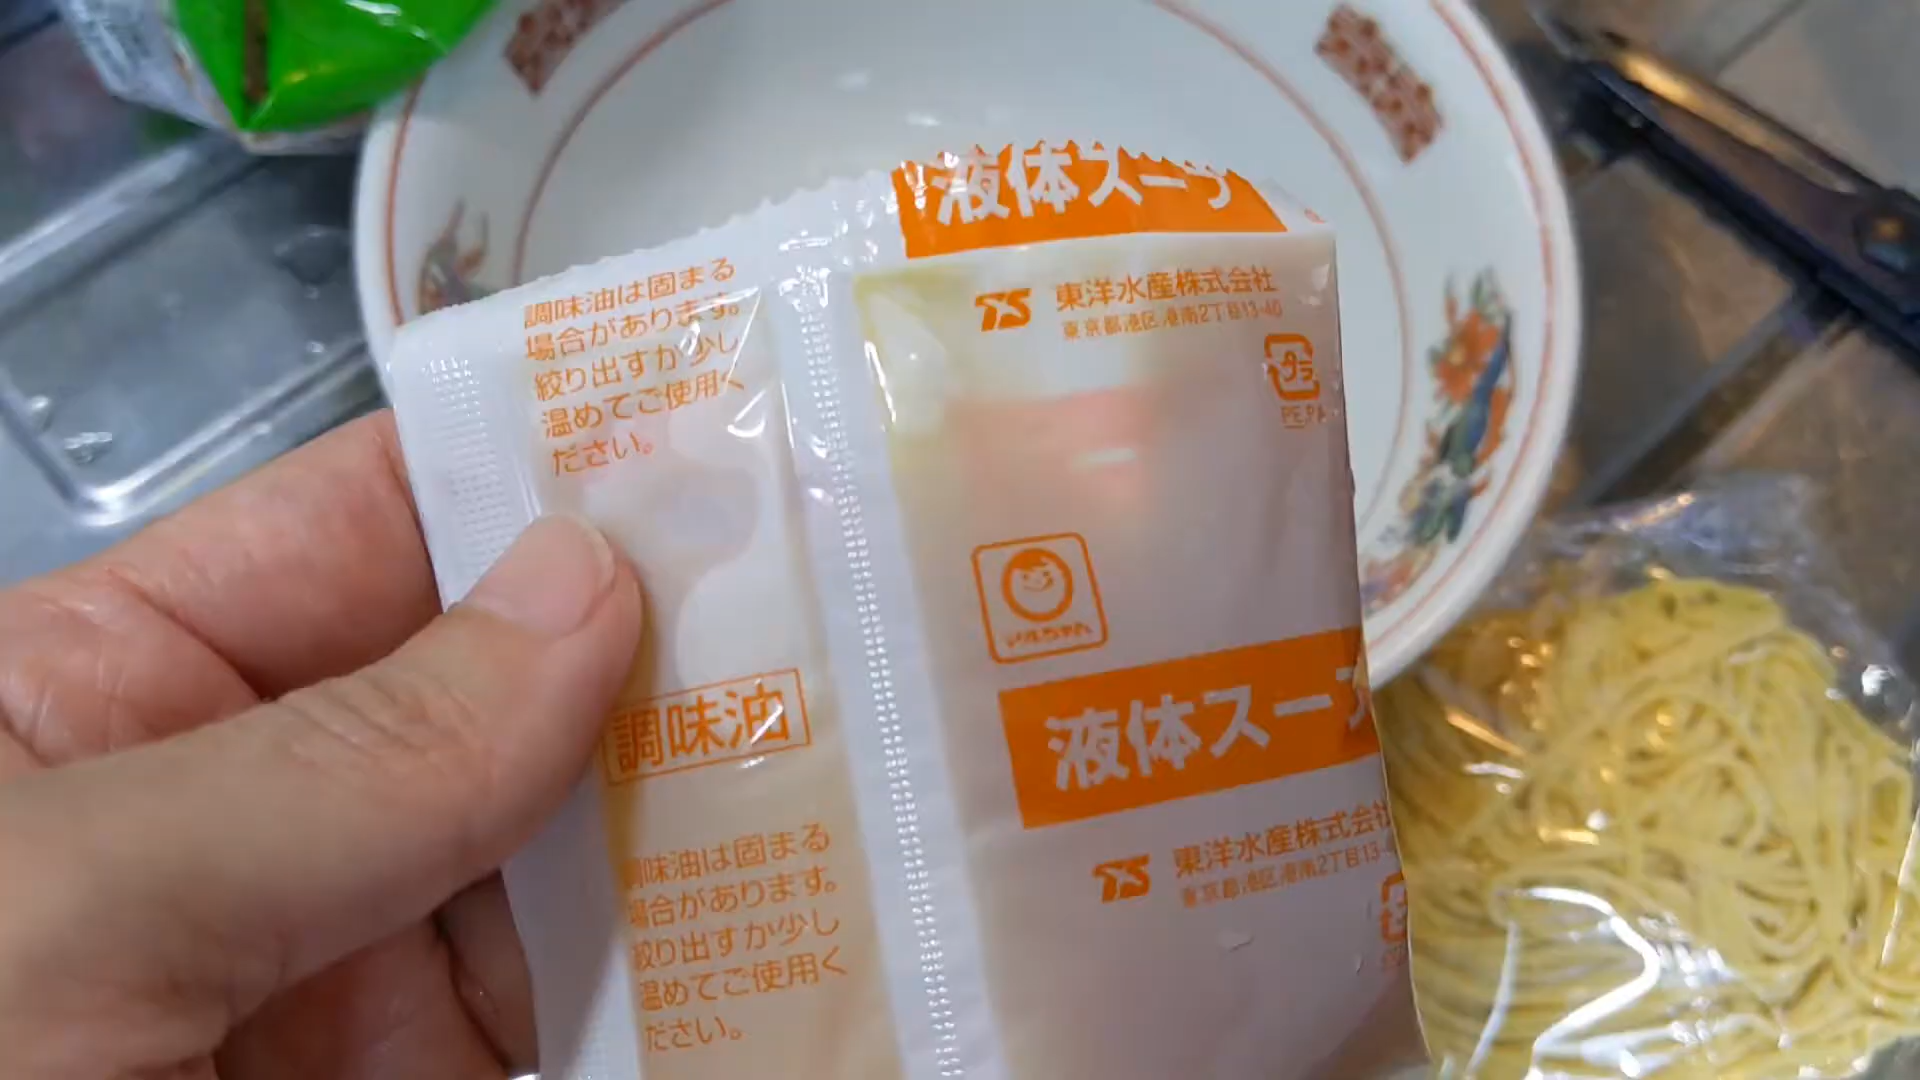 調味油は固まる
場合があります。
絞り出すか少し
温めてご使用く
ださい。
調味油
調味油は固まる
場合があります。
絞り出すか少し
温めてご使用く
ださい。
液体スープ
TS 東洋水産株式会社
東京都港区港南2丁目13-40
プラ
PE,PA
マルちゃん
液体スープ
TS 東洋水産株式会社
東京都港区港南2丁目13-4